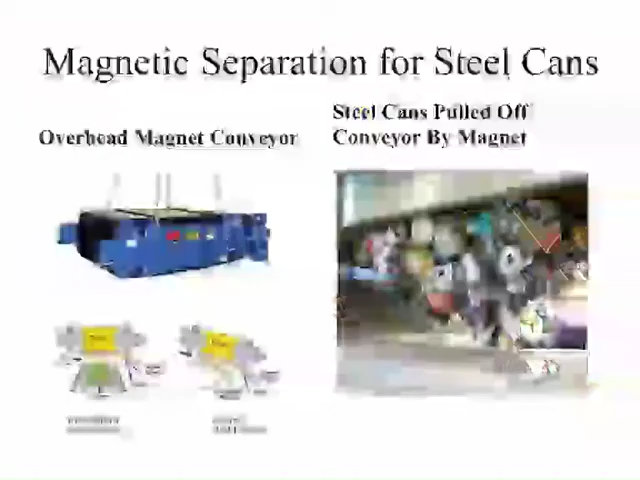 Magnetic Separation for Steel Cans
Overhead Magnet Conveyor
Steel Cans Pulled Off
Conveyor By Magnet